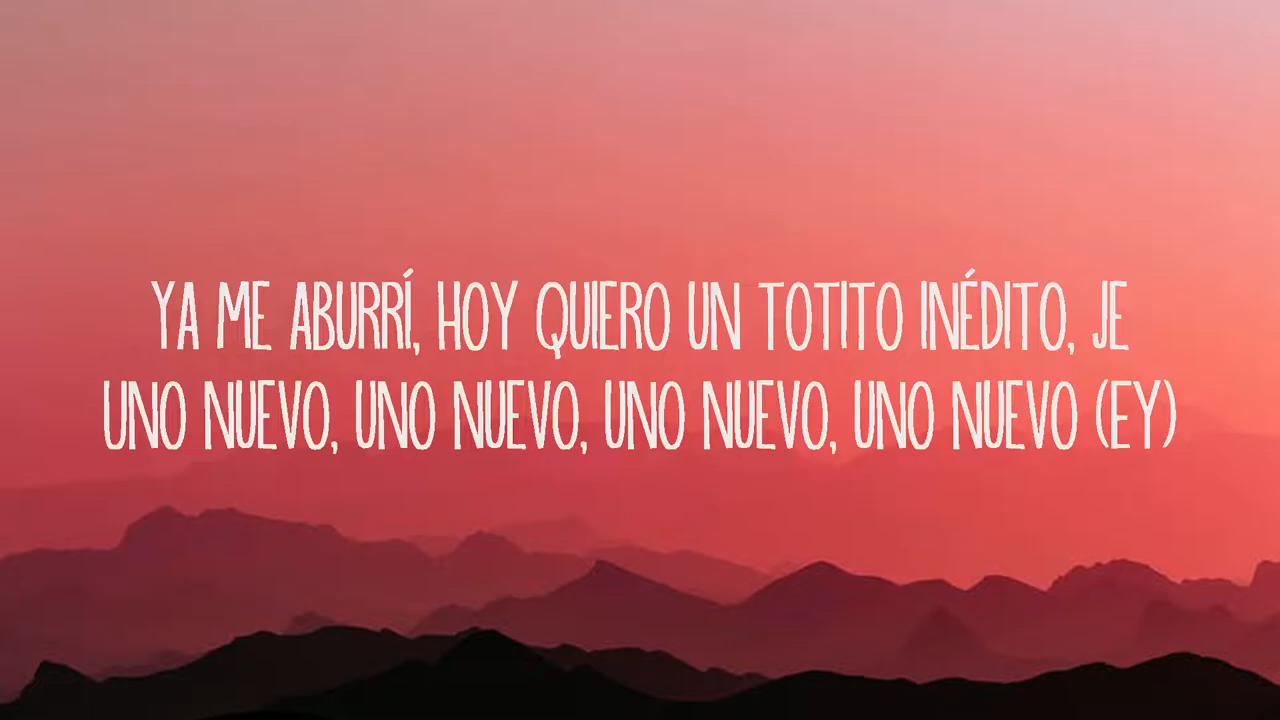 YA ME ABURRÍ, HOY QUIERO UN TOTITO INÉDITO, JE
UNO NUEVO, UNO NUEVO, UNO NUEVO, UNO NUEVO (EY)